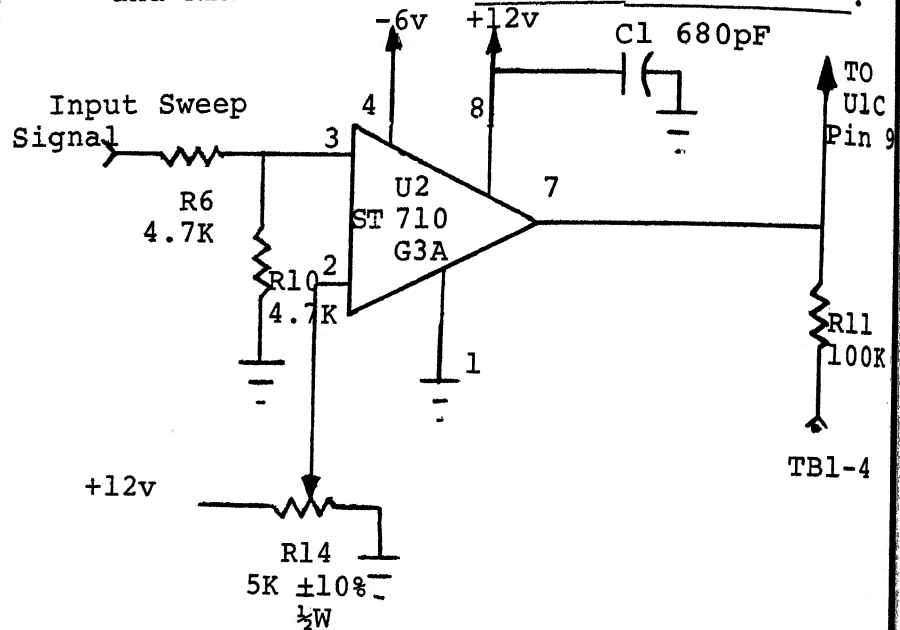 -6v
+12v
C1 680pF
Input Sweep
Signal
4
8
3
7
TO
U1C
Pin 9
R6
4.7K
U2
ST 710
G3A
R10
4.7K
2
1
R11
100K
TB1-4
+12v
R14
5K ±10%
½W